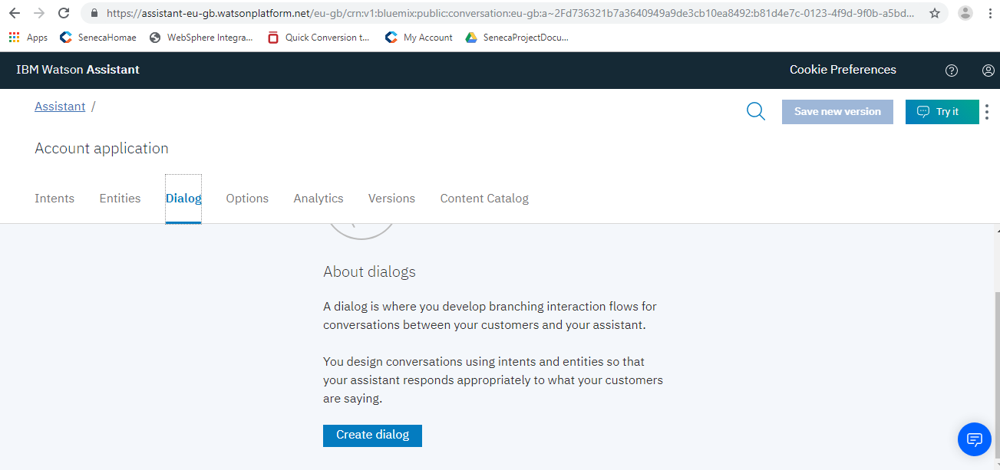 https://assistant-eu-gb.watsonplatform.net/eu-gb/crn:v1:bluemix:public:conversation:eu-gb:a~2Fd736321b7a3640949a9de3cb10ea8492:b81d4e7c-0123-4f9d-9f0b-a5bd...
Apps SenecaHomae WebSphere Integra... Quick Conversion t... My Account SenecaProjectDocu...
IBM Watson Assistant Cookie Preferences
Assistant / Save new version Try it
Account application
Intents Entities Dialog Options Analytics Versions Content Catalog
About dialogs
A dialog is where you develop branching interaction flows for
conversations between your customers and your assistant.
You design conversations using intents and entities so that
your assistant responds appropriately to what your customers
are saying.
Create dialog